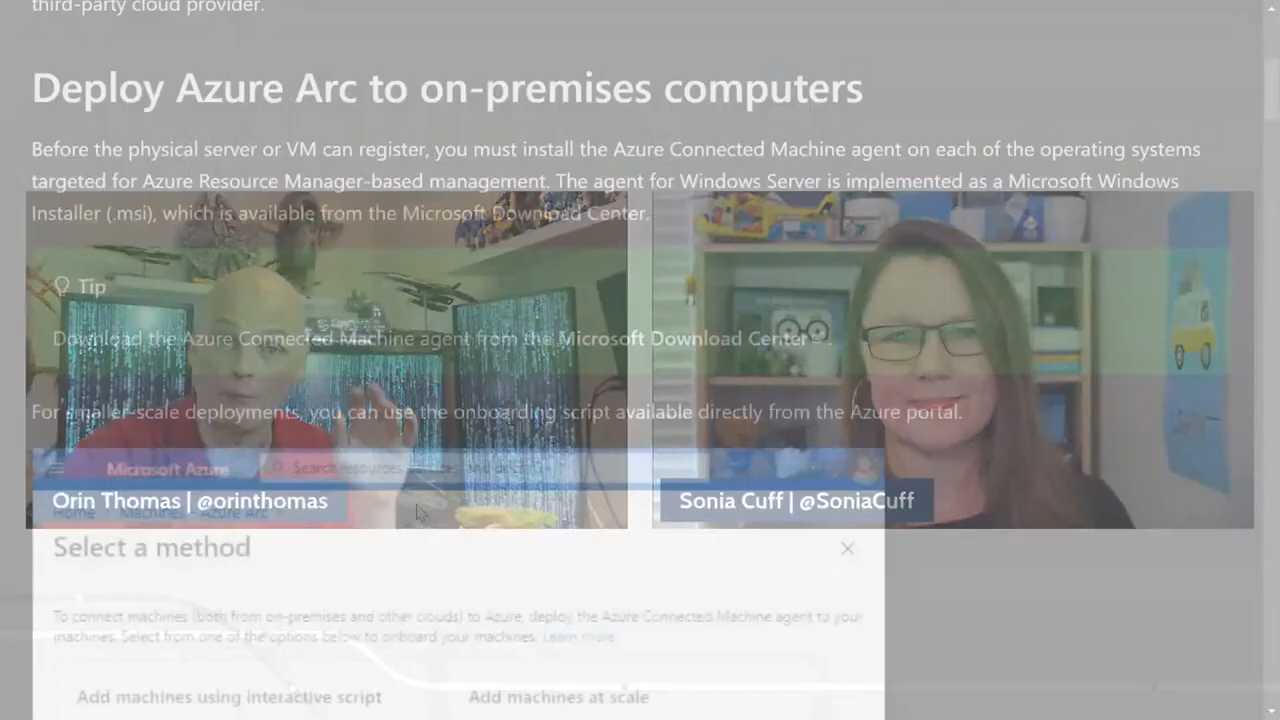 third-party cloud provider.
Deploy Azure Arc to on-premises computers
Before the physical server or VM can register, you must install the Azure Connected Machine agent on each of the operating systems
targeted for Azure Resource Manager-based management. The agent for Windows Server is implemented as a Microsoft Windows
Installer (.msi), which is available from the Microsoft Download Center.
Tip
Download the Azure Connected Machine agent from the Microsoft Download Center.
For smaller-scale deployments, you can use the onboarding script available directly from the Azure portal.
Microsoft Azure
Search resources, services, and docs
Orin Thomas | @orinthomas
Sonia Cuff | @SoniaCuff
Home Machines - Azure Arc
Select a method
To connect machines (both from on-premises and other clouds) to Azure, deploy the Azure Connected Machine agent to your
machines. Select from one of the options below to onboard your machines. Learn more
Add machines using interactive script
Add machines at scale